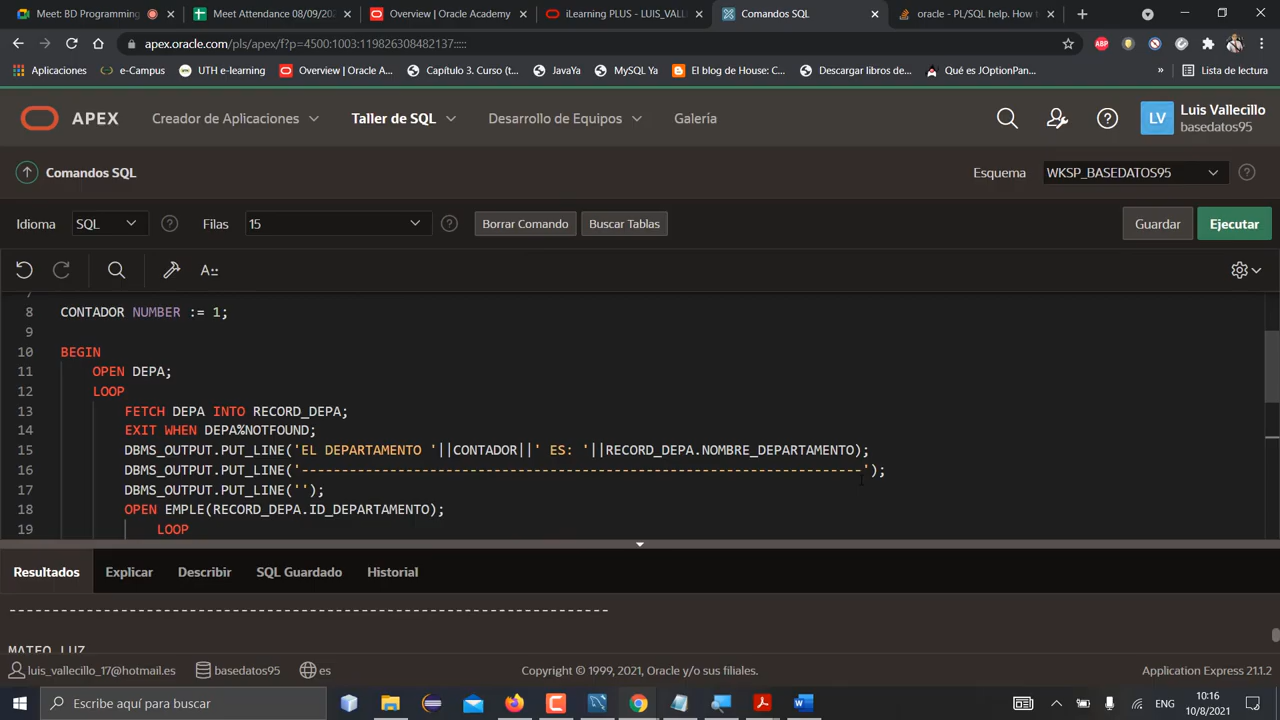 Meet: BD Programming
Meet Attendance 08/09/202
Overview | Oracle Academy
iLearning PLUS - LUIS_VALL
Comandos SQL
oracle - PL/SQL help. How t
apex.oracle.com/pls/apex/f?p=4500:1003:119826308482137:::::
Aplicaciones
e-Campus
UTH e-learning
Overview | Oracle A...
Capítulo 3. Curso (t...
JavaYa
MySQL Ya
El blog de House: C...
Descargar libros de...
Qué es JOptionPan...
»
Lista de lectura
APEX
Creador de Aplicaciones
Taller de SQL
Desarrollo de Equipos
Galería
LV
Luis Vallecillo
basedatos95
Comandos SQL
Esquema
WKSP_BASEDATOS95
Idioma
SQL
Filas
15
Borrar Comando
Buscar Tablas
Guardar
Ejecutar
A::
8 CONTADOR NUMBER := 1;
9
10 BEGIN
11 OPEN DEPA;
12 LOOP
13 FETCH DEPA INTO RECORD_DEPA;
14 EXIT WHEN DEPA%NOTFOUND;
15 DBMS_OUTPUT.PUT_LINE('EL DEPARTAMENTO '||CONTADOR||' ES: '||RECORD_DEPA.NOMBRE_DEPARTAMENTO);
16 DBMS_OUTPUT.PUT_LINE('----------------------------------------------------------------------');
17 DBMS_OUTPUT.PUT_LINE('');
18 OPEN EMPLE(RECORD_DEPA.ID_DEPARTAMENTO);
19 LOOP
Resultados
Explicar
Describir
SQL Guardado
Historial
----------------------------------------------------------------------
MATEO LUZ
luis_vallecillo_17@hotmail.es
basedatos95
es
Copyright © 1999, 2021, Oracle y/o sus filiales.
Application Express 21.1.2
Escribe aquí para buscar
ENG
10:16
10/8/2021